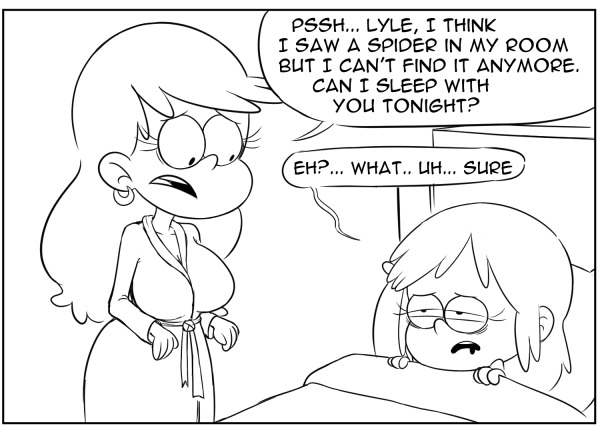 PSSH... LYLE, I THINK
I SAW A SPIDER IN MY ROOM
BUT I CAN'T FIND IT ANYMORE.
CAN I SLEEP WITH
YOU TONIGHT?
EH?... WHAT.. UH... SURE